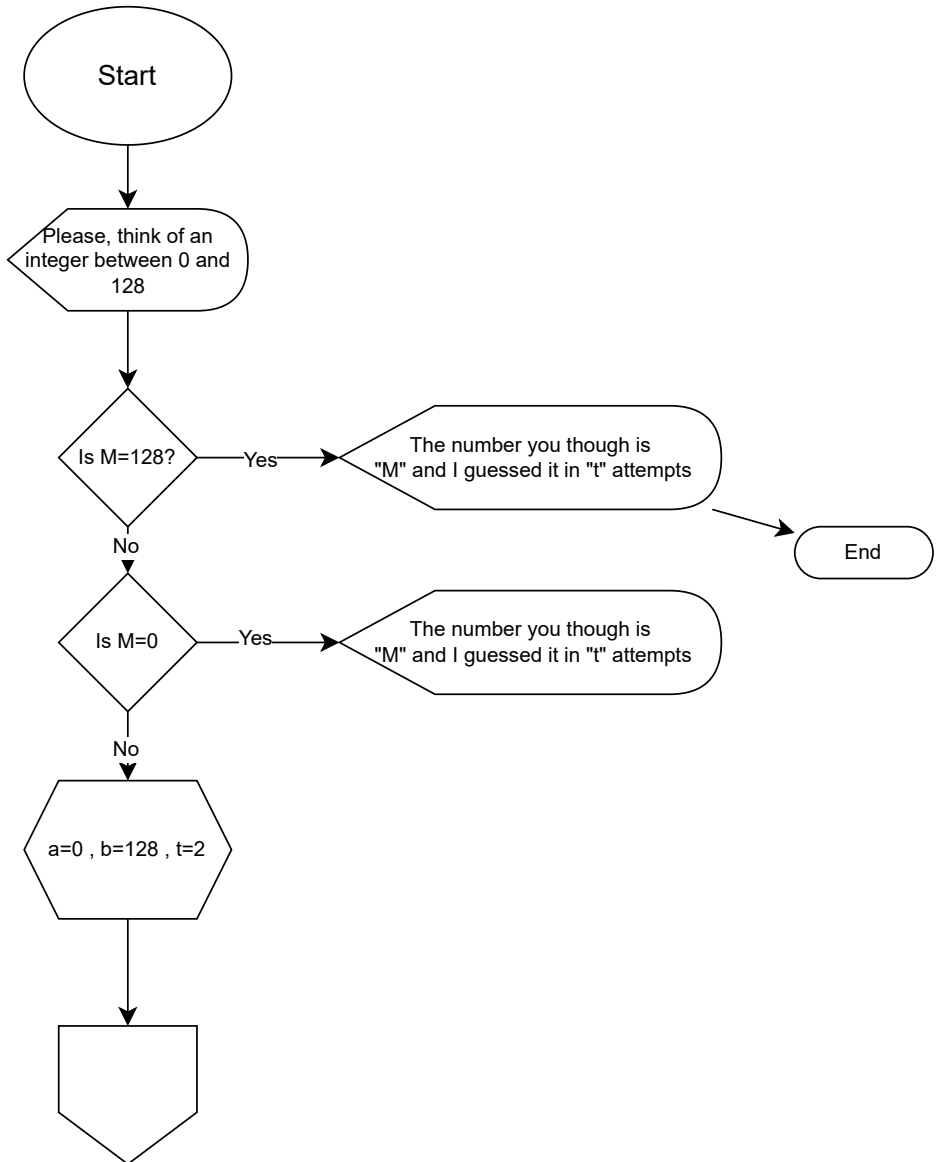 Start
Please, think of an
integer between 0 and
128
Is M=128?
Yes
The number you though is
"M" and I guessed it in "t" attempts
End
No
Is M=0
Yes
The number you though is
"M" and I guessed it in "t" attempts
No
a=0 , b=128 , t=2